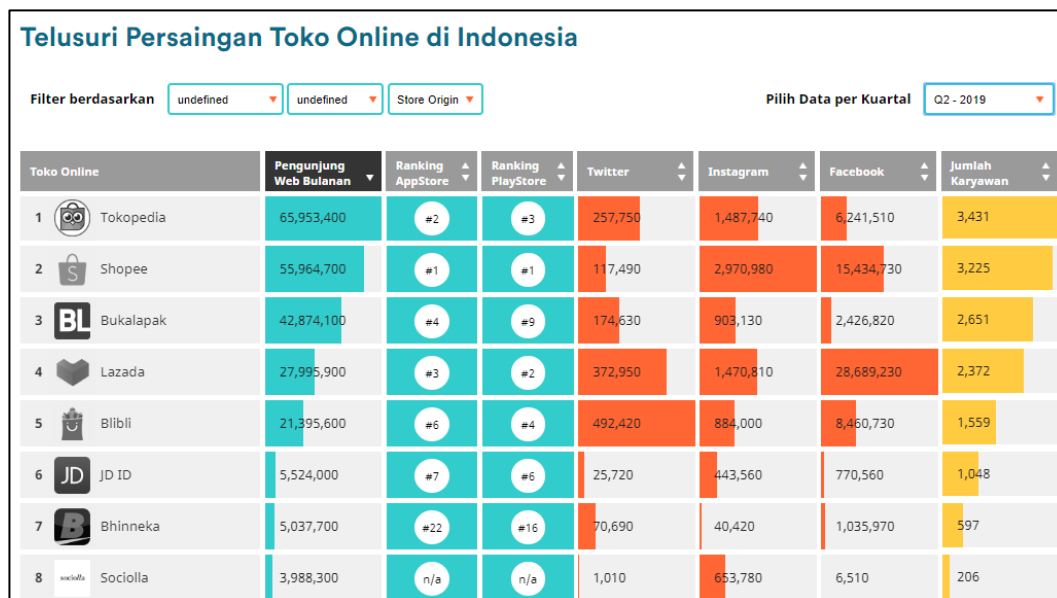 Telusuri Persaingan Toko Online di Indonesia
Filter berdasarkan undefined undefined Store Origin Pilih Data per Kuartal Q2 - 2019
Toko Online Pengunjung Web Bulanan Ranking AppStore Ranking PlayStore Twitter Instagram Facebook Jumlah Karyawan
1 Tokopedia 65,953,400 #2 #3 257,750 1,487,740 6,241,510 3,431
2 S Shopee 55,964,700 #1 #1 117,490 2,970,980 15,434,730 3,225
3 BL Bukalapak 42,874,100 #4 #9 174,630 903,130 2,426,820 2,651
4 Lazada 27,995,900 #3 #2 372,950 1,470,810 28,689,230 2,372
5 Blibli 21,395,600 #6 #4 492,420 884,000 8,460,730 1,559
6 JD JD ID 5,524,000 #7 #6 25,720 443,560 770,560 1,048
7 B Bhinneka 5,037,700 #22 #16 70,690 40,420 1,035,970 597
8 sociolla Sociolla 3,988,300 n/a n/a 1,010 653,780 6,510 206